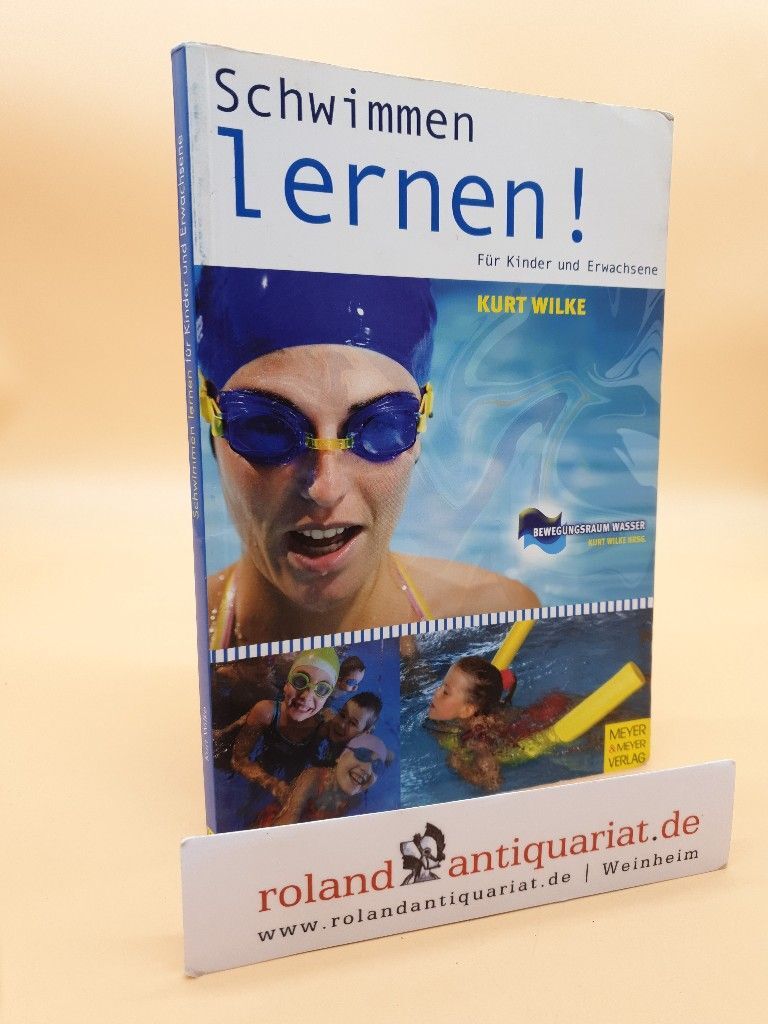 Schwimmen
lernen!
Für Kinder und Erwachsene
KURT WILKE
BEWEGUNGSRAUM WASSER
KURT WILKE HRSG.
MEYER
& MEYER
VERLAG
Schwimmen lernen für Kinder und Erwachsene
Kurt Wilke
roland antiquariat.de
www.rolandantiquariat.de | Weinheim